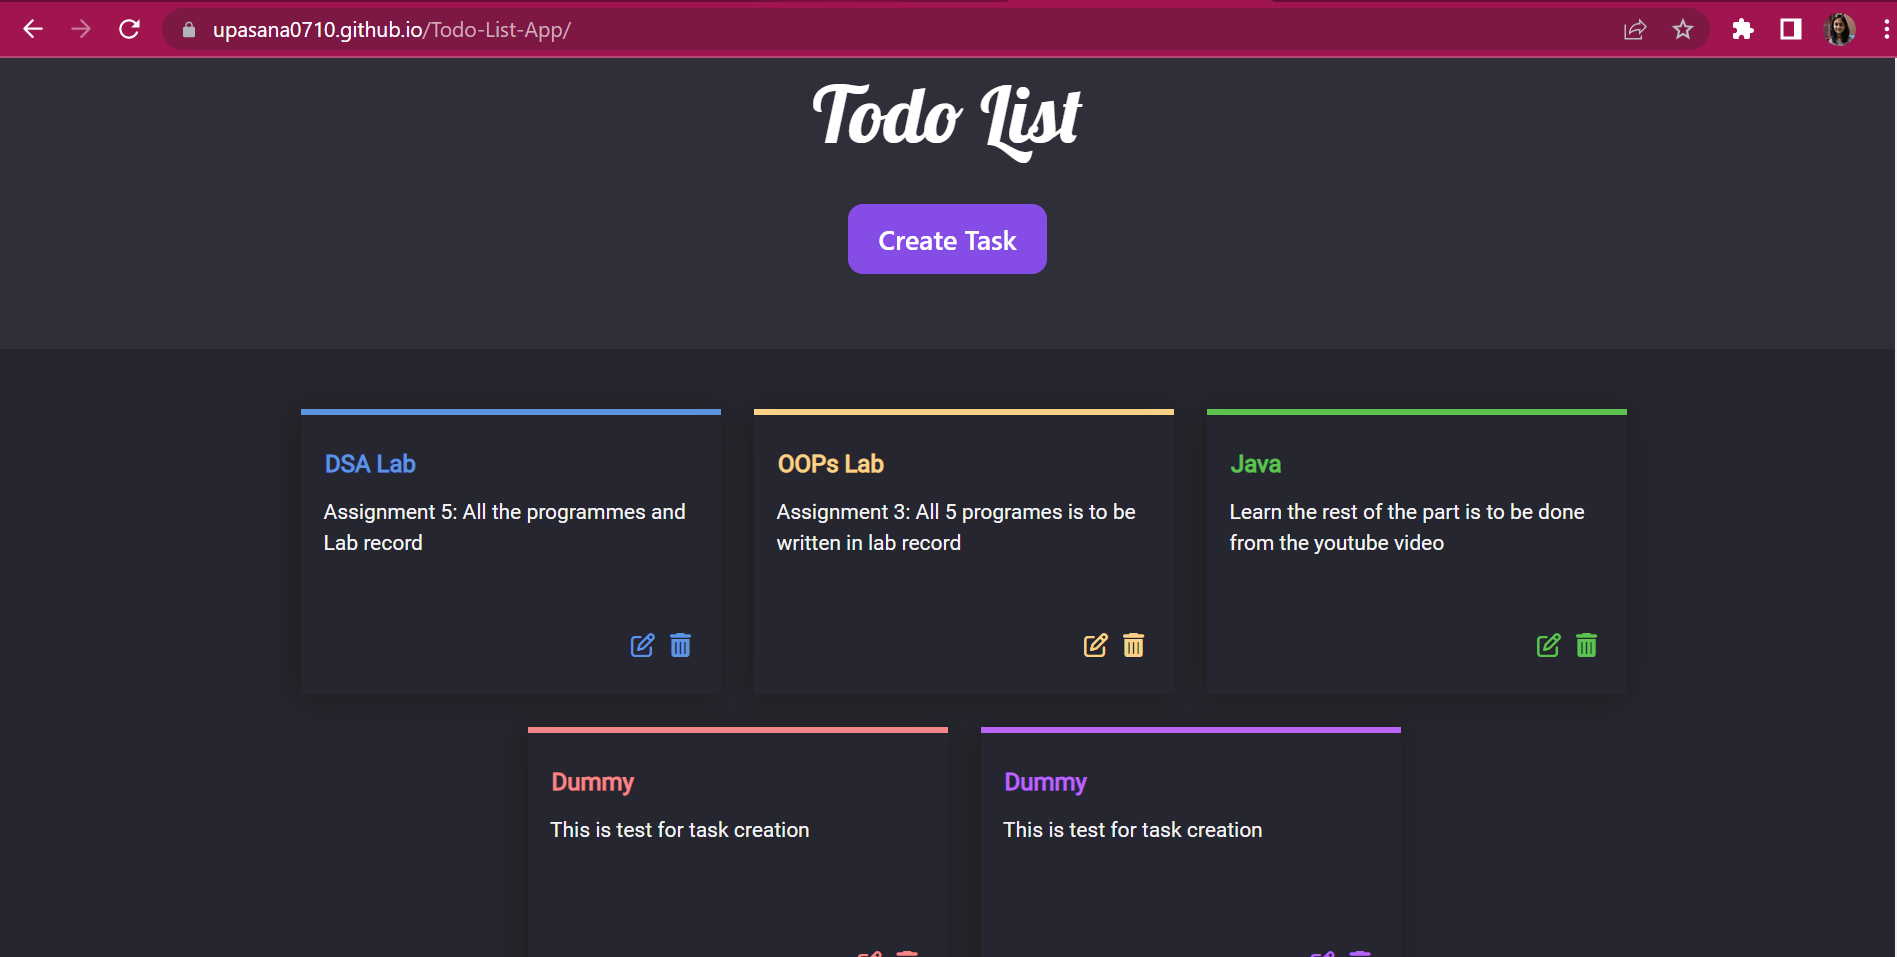 upasana0710.github.io/Todo-List-App/
Todo List
Create Task
DSA Lab
Assignment 5: All the programmes and
Lab record
OOPs Lab
Assignment 3: All 5 programes is to be
written in lab record
Java
Learn the rest of the part is to be done
from the youtube video
Dummy
This is test for task creation
Dummy
This is test for task creation